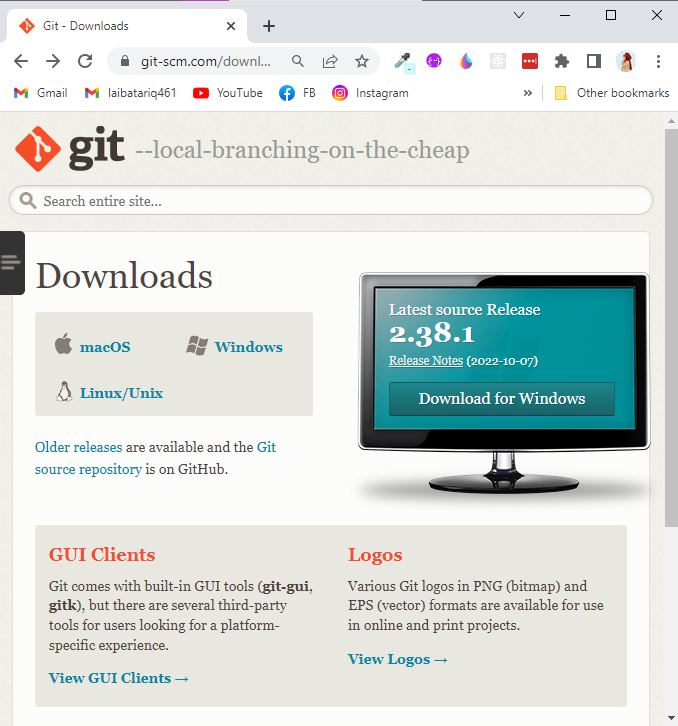 Git - Downloads
git-scm.com/downl...
Gmail
laibatariq461
YouTube
FB
Instagram
»
Other bookmarks
git --local-branching-on-the-cheap
Search entire site...
Downloads
macOS
Windows
Linux/Unix
Older releases are available and the Git
source repository is on GitHub.
Latest source Release
2.38.1
Release Notes (2022-10-07)
Download for Windows
GUI Clients
Git comes with built-in GUI tools (git-gui,
gitk), but there are several third-party
tools for users looking for a platform-
specific experience.
View GUI Clients →
Logos
Various Git logos in PNG (bitmap) and
EPS (vector) formats are available for use
in online and print projects.
View Logos →